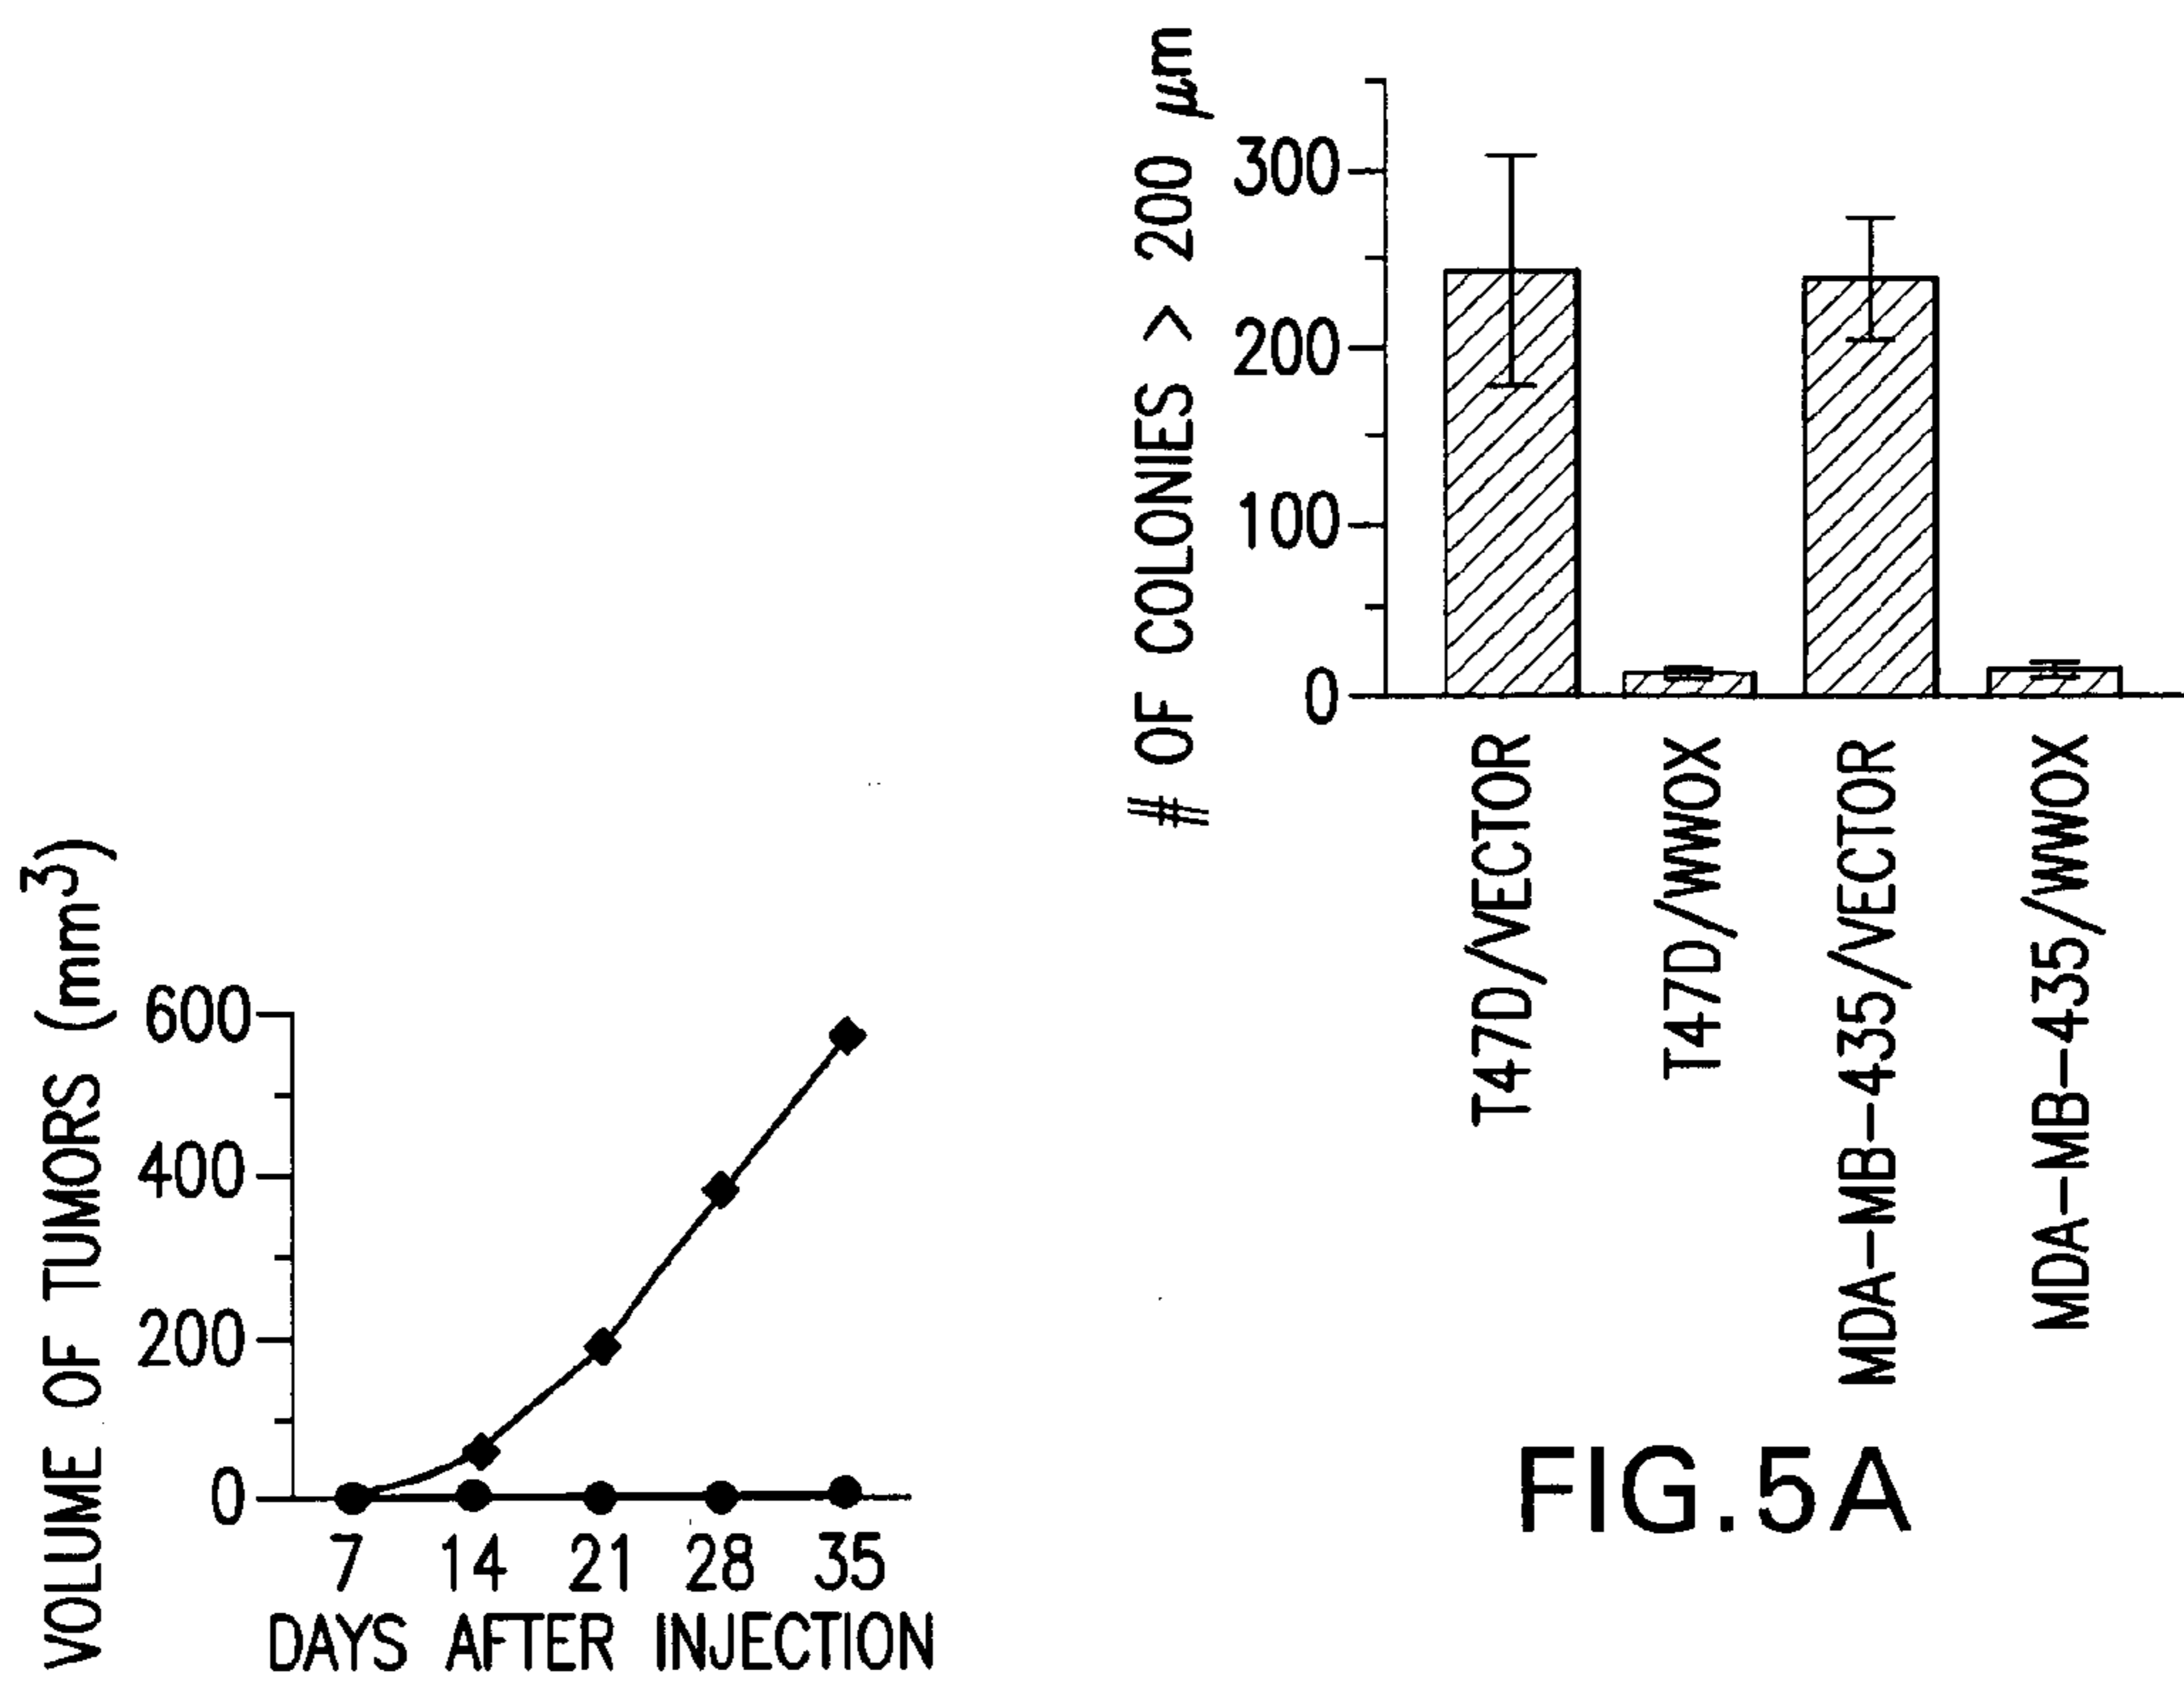 # OF COLONIES > 200 μm
300
200
100
0
T47D/VECTOR
T47D/WWOX
MDA-MB-435/VECTOR
MDA-MB-435/WWOX
FIG.5A
VOLUME OF TUMORS (mm³)
600
400
200
0
7 14 21 28 35
DAYS AFTER INJECTION